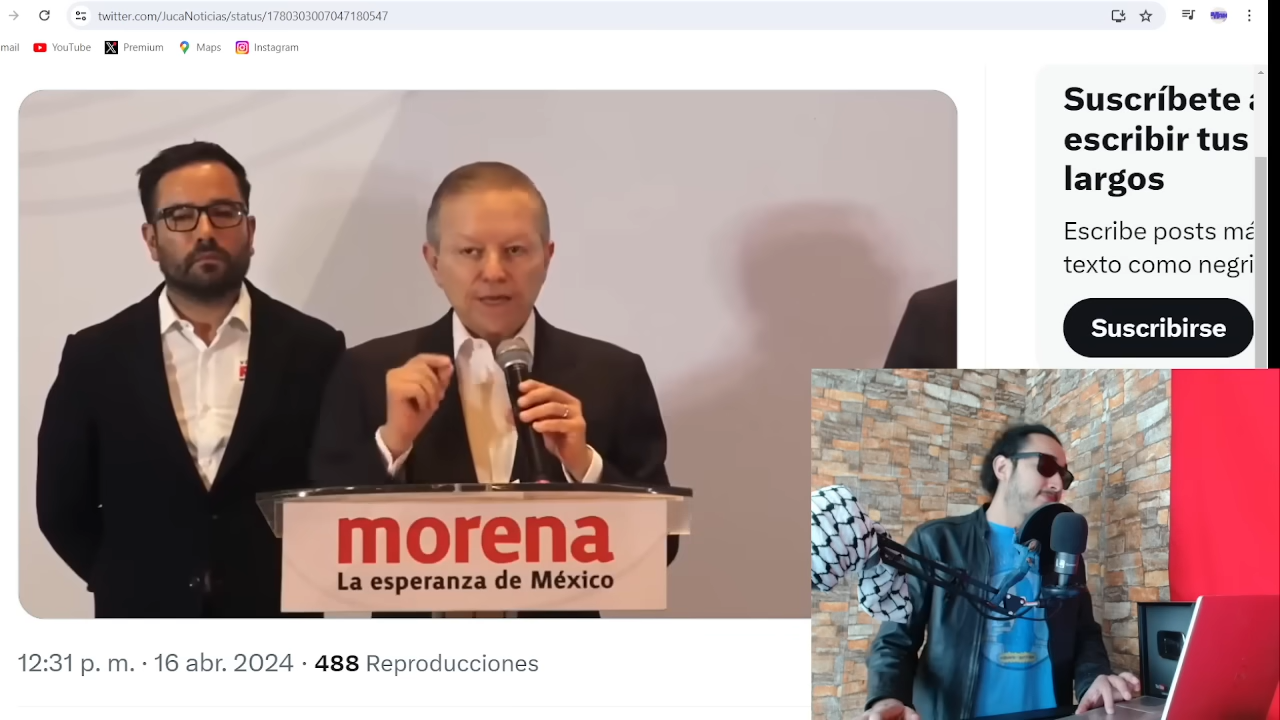 twitter.com/JucaNoticias/status/1780303007047180547
mail YouTube Premium Maps Instagram
Suscríbete a
escribir tus
largos
Escribe posts má
texto como negri
Suscribirse
morena
La esperanza de México
12:31 p. m. · 16 abr. 2024 · 488 Reproducciones